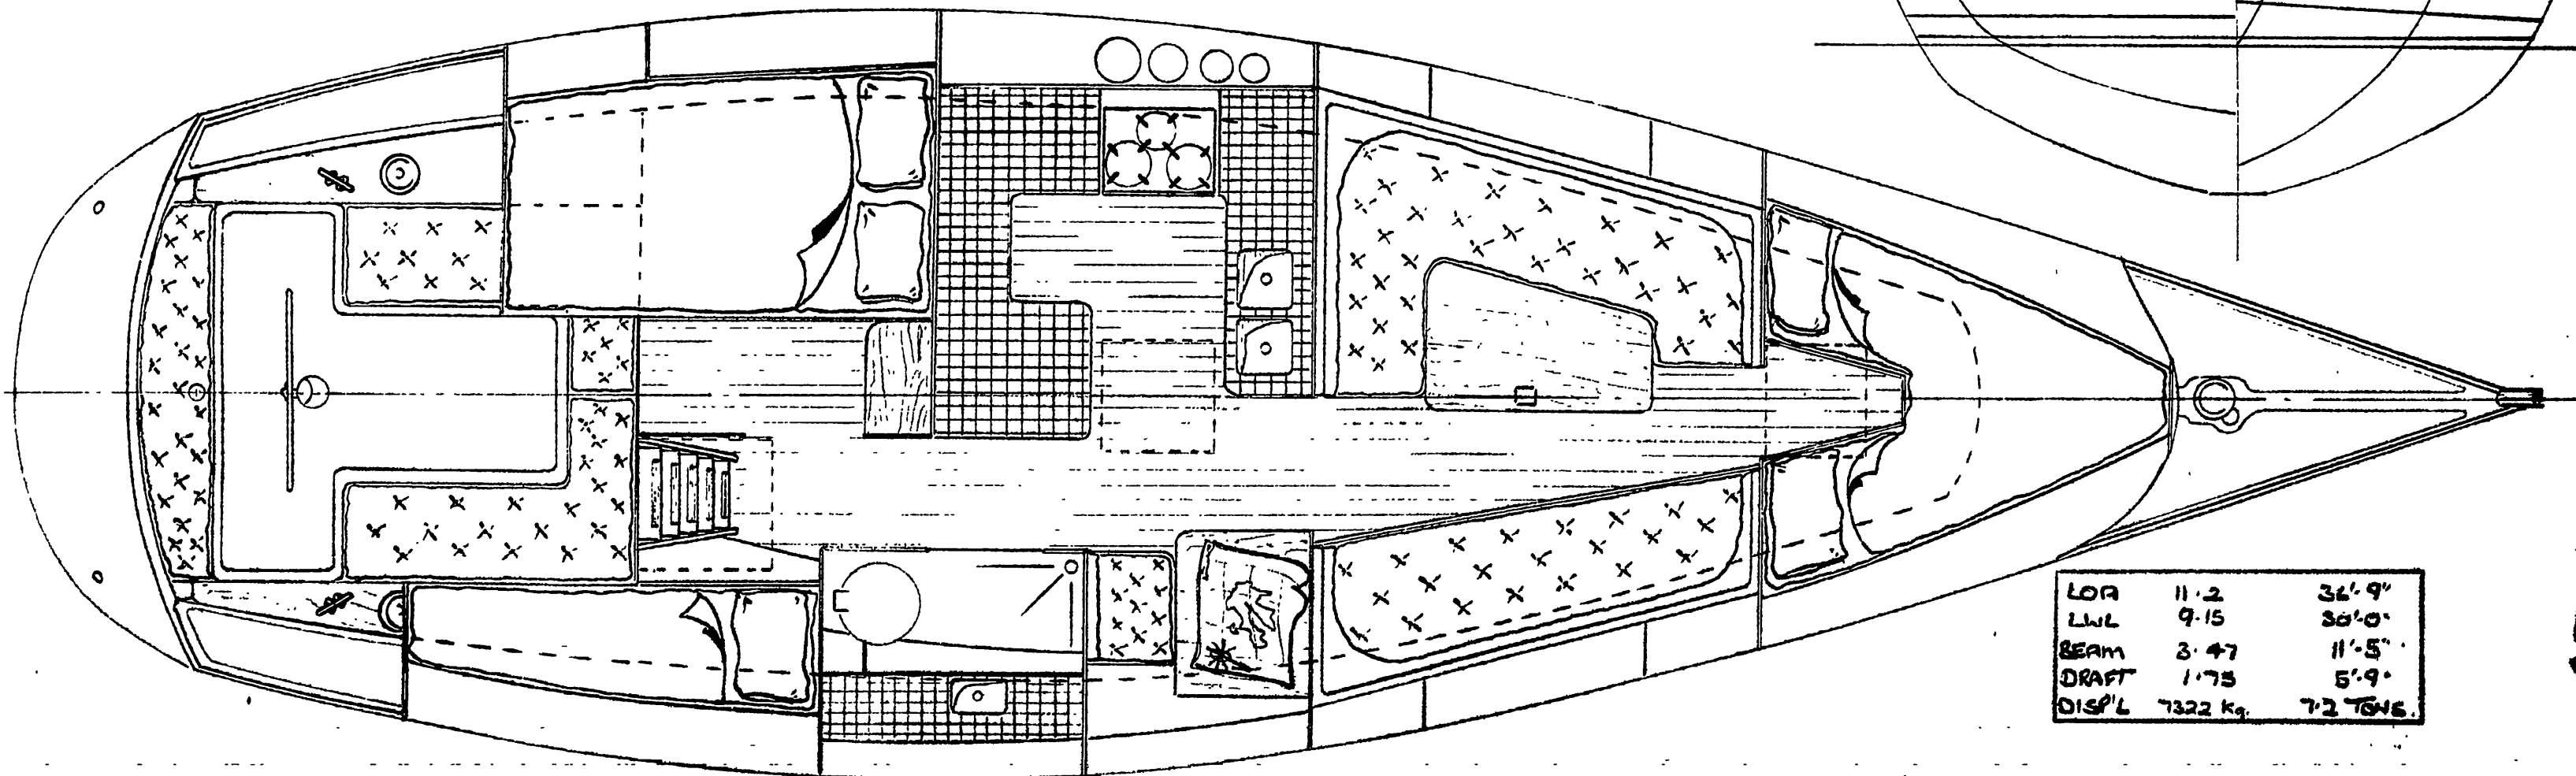 LOA 11.2 36'-9"
LWL 9.15 30'-0"
BEAM 3.47 11'-5"
DRAFT 1.75 5'-9"
DISP'L 7322 Kg. 7.2 TONS.